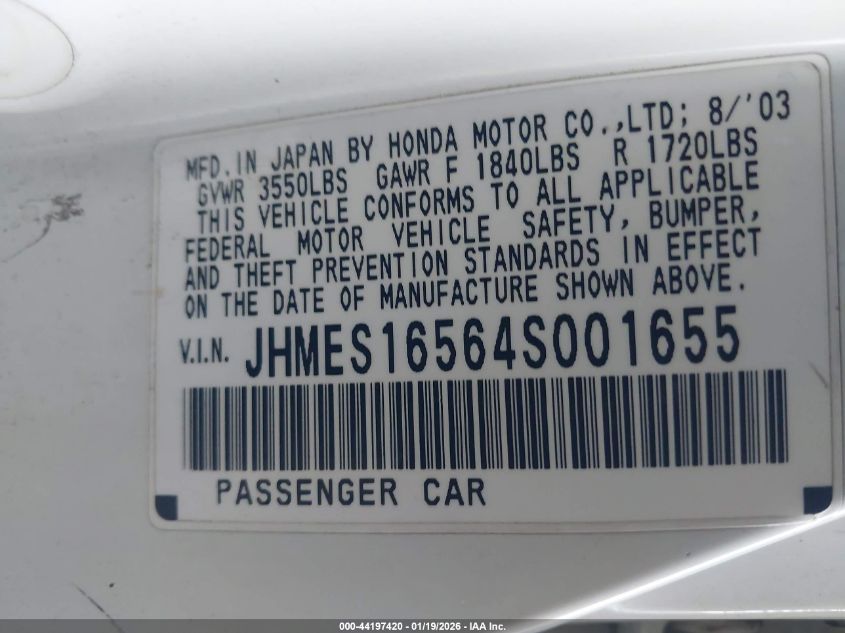 MFD. IN JAPAN BY HONDA MOTOR CO.,LTD; 8/'03
GVWR 3550LBS GAWR F 1840LBS R 1720LBS
THIS VEHICLE CONFORMS TO ALL APPLICABLE
FEDERAL MOTOR VEHICLE SAFETY, BUMPER,
AND THEFT PREVENTION STANDARDS IN EFFECT
ON THE DATE OF MANUFACTURE SHOWN ABOVE.
V.I.N. JHMES16564S001655
PASSENGER CAR
000-44197420 - 01/19/2026 - IAA Inc.